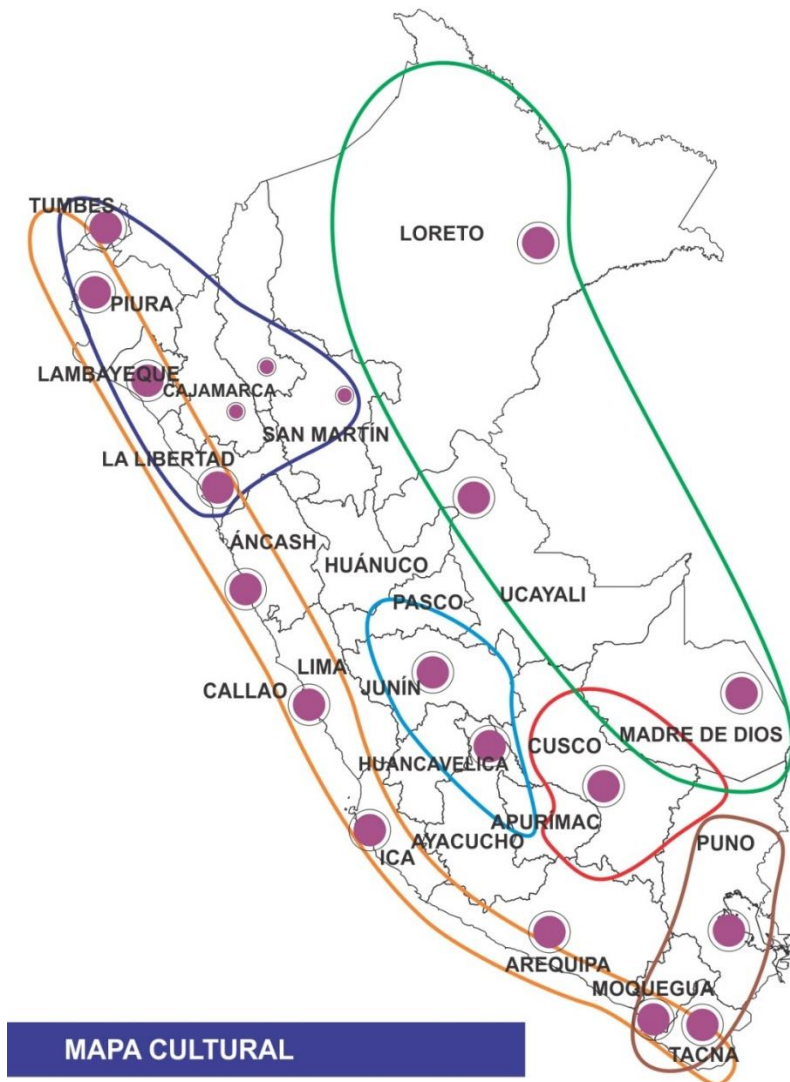 TUMBES
LORETO
PIURA
LAMBAYEQUE
CAJAMARCA
SAN MARTÍN
LA LIBERTAD
ÁNCASH
HUÁNUCO
PASCO
UCAYALI
LIMA
JUNÍN
CALLAO
MADRE DE DIOS
CUSCO
HUANCAVELICA
APURÍMAC
AYACUCHO
PUNO
ICA
AREQUIPA
MOQUEGUA
TACNA
MAPA CULTURAL